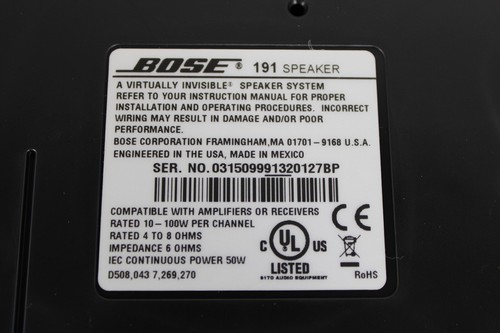 BOSE® 191 SPEAKER
A VIRTUALLY INVISIBLE® SPEAKER SYSTEM
REFER TO YOUR INSTRUCTION MANUAL FOR PROPER
INSTALLATION AND OPERATING PROCEDURES. INCORRECT
WIRING MAY RESULT IN DAMAGE AND/OR POOR
PERFORMANCE.
BOSE CORPORATION FRAMINGHAM,MA 01701-9168 U.S.A.
ENGINEERED IN THE USA, MADE IN MEXICO
SER. NO.031509991320127BP
COMPATIBLE WITH AMPLIFIERS OR RECEIVERS
RATED 10-100W PER CHANNEL
RATED 4 TO 8 OHMS
IMPEDANCE 6 OHMS
IEC CONTINUOUS POWER 50W
D508,043 7,269,270
C UL® US
LISTED
617D AUDIO EQUIPMENT
CE
RoHS